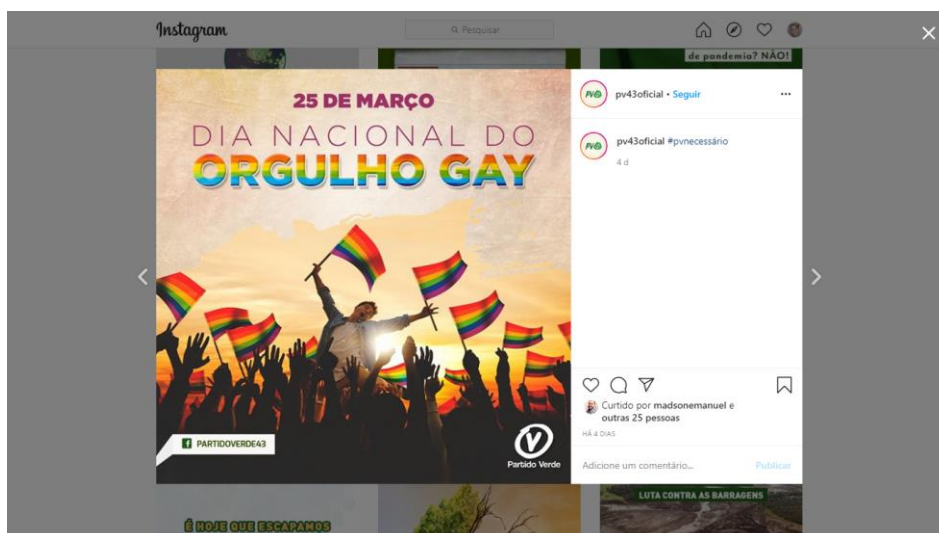 Instagram
Pesquisar
de pandemia? NÃO!
25 DE MARÇO
DIA NACIONAL DO
ORGULHO GAY
PARTIDOVERDE43
Partido Verde
pv43oficial • Seguir
pv43oficial #pvnecessário
4 d
Curtido por madsonemanuel e
outras 25 pessoas
HÁ 4 DIAS
Adicione um comentário...
Publicar
É HOJE QUE ESCAPAMOS
LUTA CONTRA AS BARRAGENS